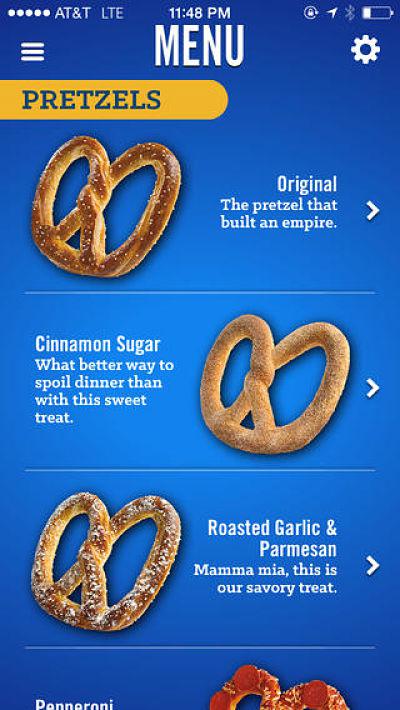 AT&T LTE 11:48 PM
MENU
PRETZELS
Original
The pretzel that
built an empire.
Cinnamon Sugar
What better way to
spoil dinner than
with this sweet
treat.
Roasted Garlic &
Parmesan
Mamma mia, this is
our savory treat.
Pepperoni